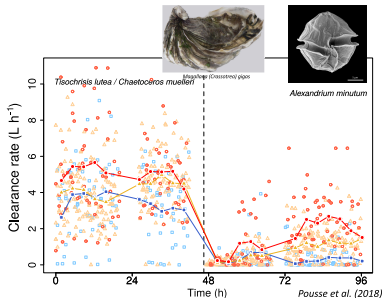 Magallana (Crassotrea) gigas
Tisochrisis lutea / Chaetoceros muelleri
Alexandrium minutum
Clearance rate (L h⁻¹)
10
8
6
4
2
0
0
24
48
72
96
Time (h)
Pousse et al. (2018)